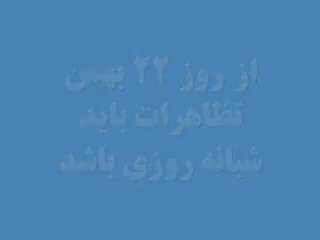 از روز ۲۲ بهمن
تظاهرات باید
شبانه روزی باشد